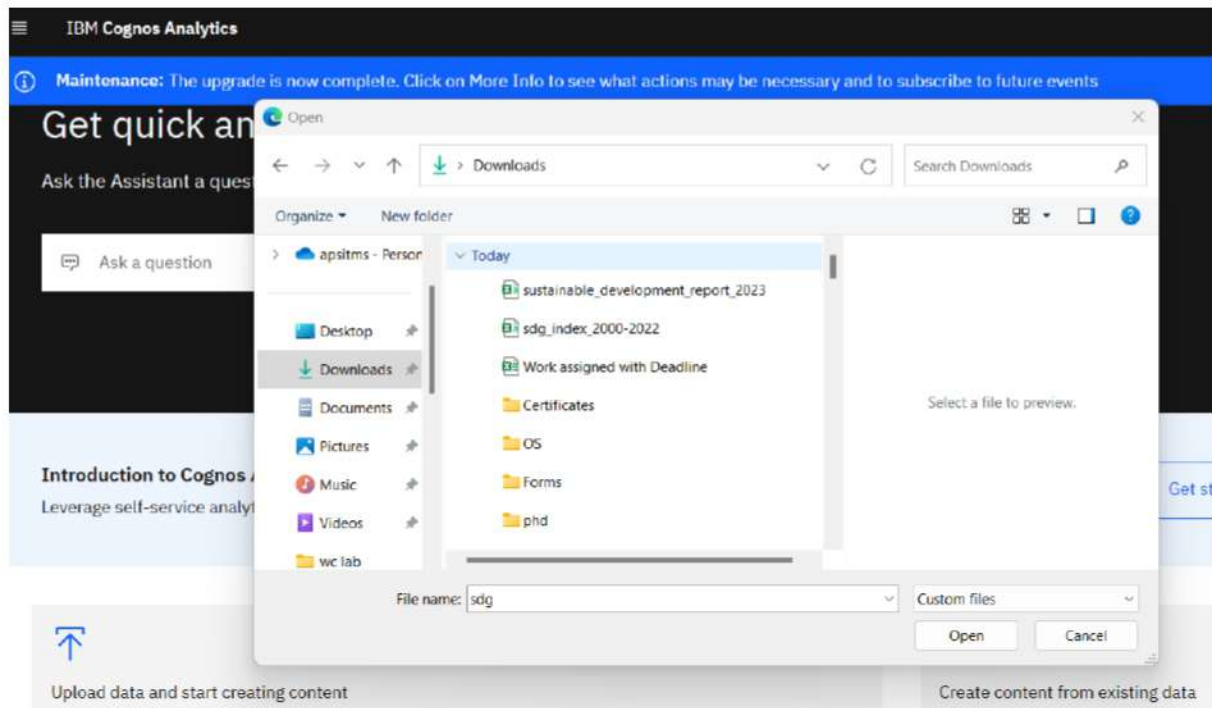 IBM Cognos Analytics
Maintenance: The upgrade is now complete. Click on More Info to see what actions may be necessary and to subscribe to future events
Get quick an
Ask the Assistant a ques
Ask a question
Open
Downloads
Search Downloads
Organize
New folder
apsitms - Person
Desktop
Downloads
Documents
Pictures
Music
Videos
wc lab
Today
sustainable_development_report_2023
sdg_index_2000-2022
Work assigned with Deadline
Certificates
OS
Forms
phd
Select a file to preview.
File name: sdg
Custom files
Open
Cancel
Introduction to Cognos
Leverage self-service analyt
Get st
Upload data and start creating content
Create content from existing data